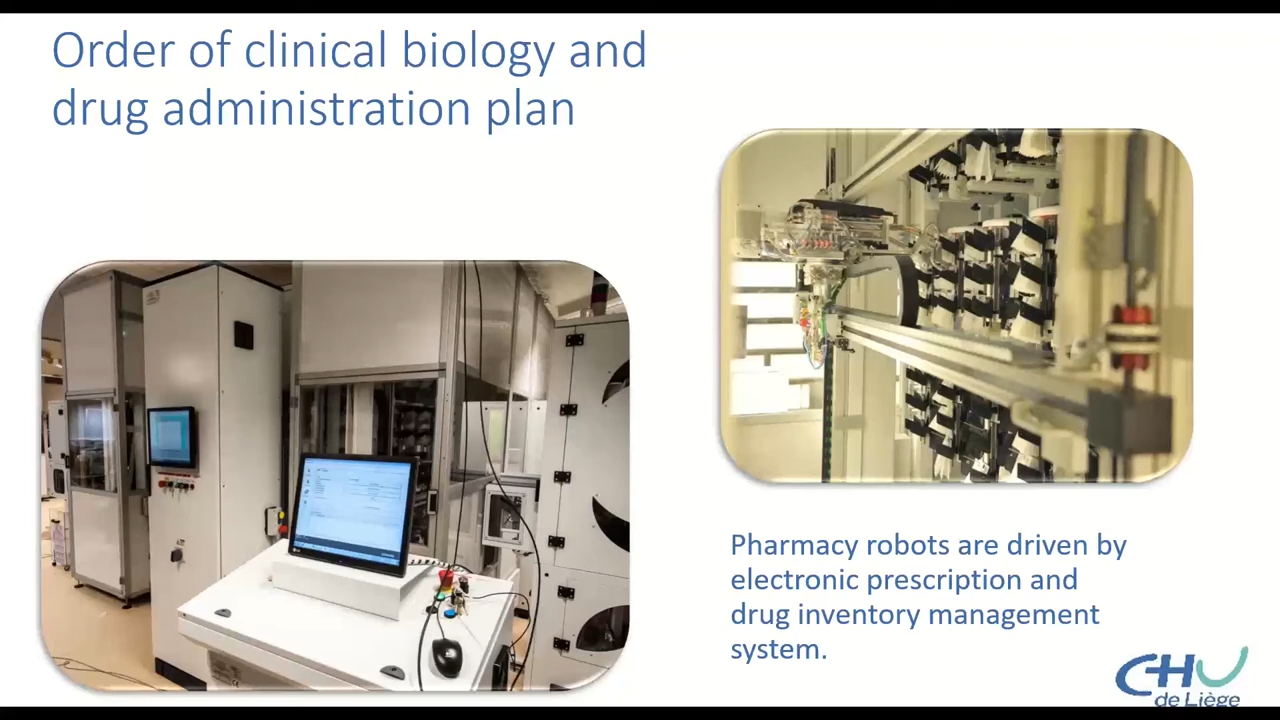 Order of clinical biology and
drug administration plan
Pharmacy robots are driven by
electronic prescription and
drug inventory management
system.
CHU
de Liège